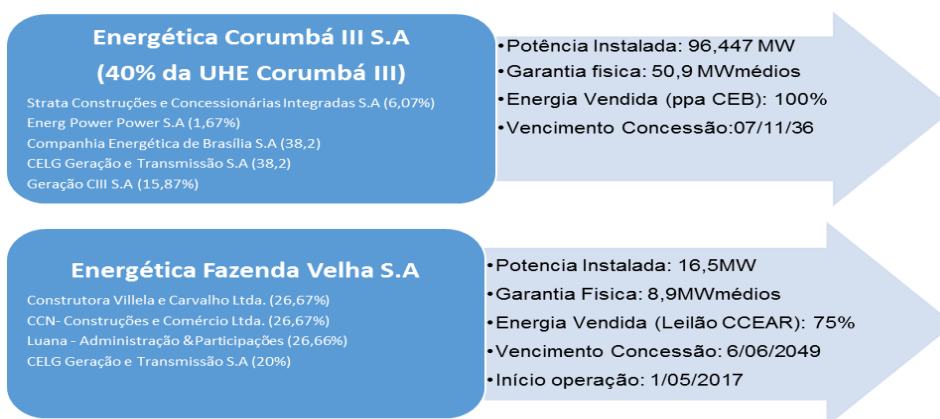 Energética Corumbá III S.A
(40% da UHE Corumbá III)
Strata Construções e Concessionárias Integradas S.A (6,07%)
Energ Power Power S.A (1,67%)
Companhia Energética de Brasília S.A (38,2)
CELG Geração e Transmissão S.A (38,2)
Geração CIII S.A (15,87%)
•Potência Instalada: 96,447 MW
•Garantia fisica: 50,9 MWmédios
•Energia Vendida (ppa CEB): 100%
•Vencimento Concessão:07/11/36
Energética Fazenda Velha S.A
Construtora Villela e Carvalho Ltda. (26,67%)
CCN- Construções e Comércio Ltda. (26,67%)
Luana - Administração &Participações (26,66%)
CELG Geração e Transmissão S.A (20%)
•Potencia Instalada: 16,5MW
•Garantia Fisica: 8,9MWmédios
•Energia Vendida (Leilão CCEAR): 75%
•Vencimento Concessão: 6/06/2049
•Início operação: 1/05/2017